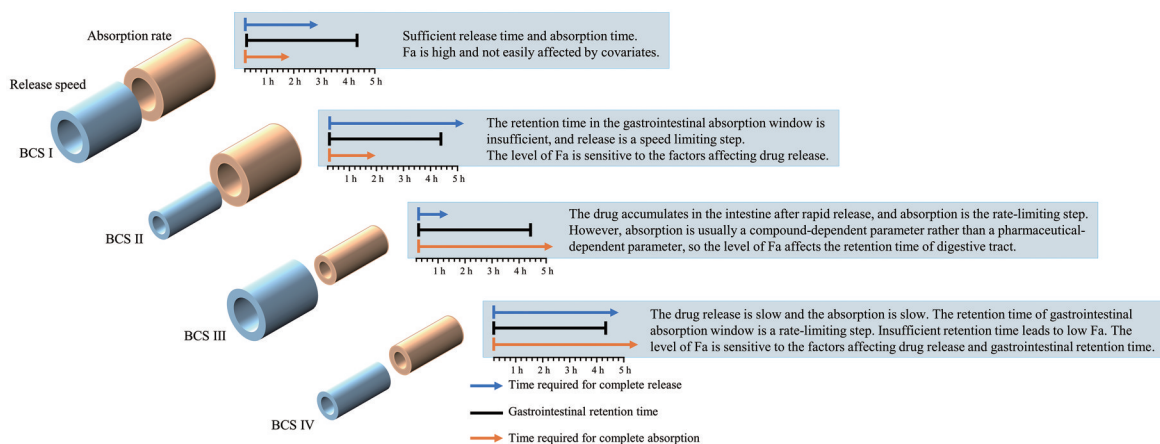 Absorption rate
Release speed
BCS I
Sufficient release time and absorption time.
Fa is high and not easily affected by covariates.
1 h 2 h 3 h 4 h 5 h
BCS II
The retention time in the gastrointestinal absorption window is
insufficient, and release is a speed limiting step.
The level of Fa is sensitive to the factors affecting drug release.
1 h 2 h 3 h 4 h 5 h
BCS III
The drug accumulates in the intestine after rapid release, and absorption is the rate-limiting step.
However, absorption is usually a compound-dependent parameter rather than a pharmaceutical-
dependent parameter, so the level of Fa affects the retention time of digestive tract.
1 h 2 h 3 h 4 h 5 h
BCS IV
The drug release is slow and the absorption is slow. The retention time of gastrointestinal
absorption window is a rate-limiting step. Insufficient retention time leads to low Fa. The
level of Fa is sensitive to the factors affecting drug release and gastrointestinal retention time.
1 h 2 h 3 h 4 h 5 h
Time required for complete release
Gastrointestinal retention time
Time required for complete absorption